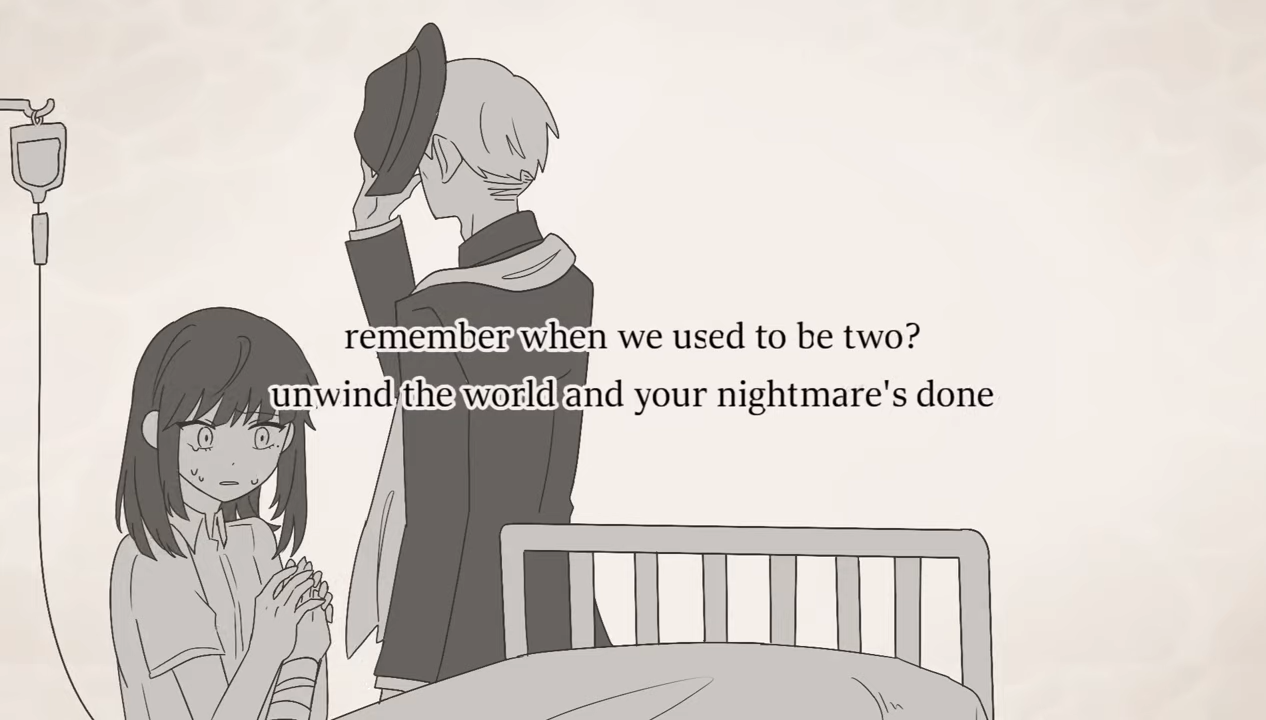 remember when we used to be two?
unwind the world and your nightmare's done